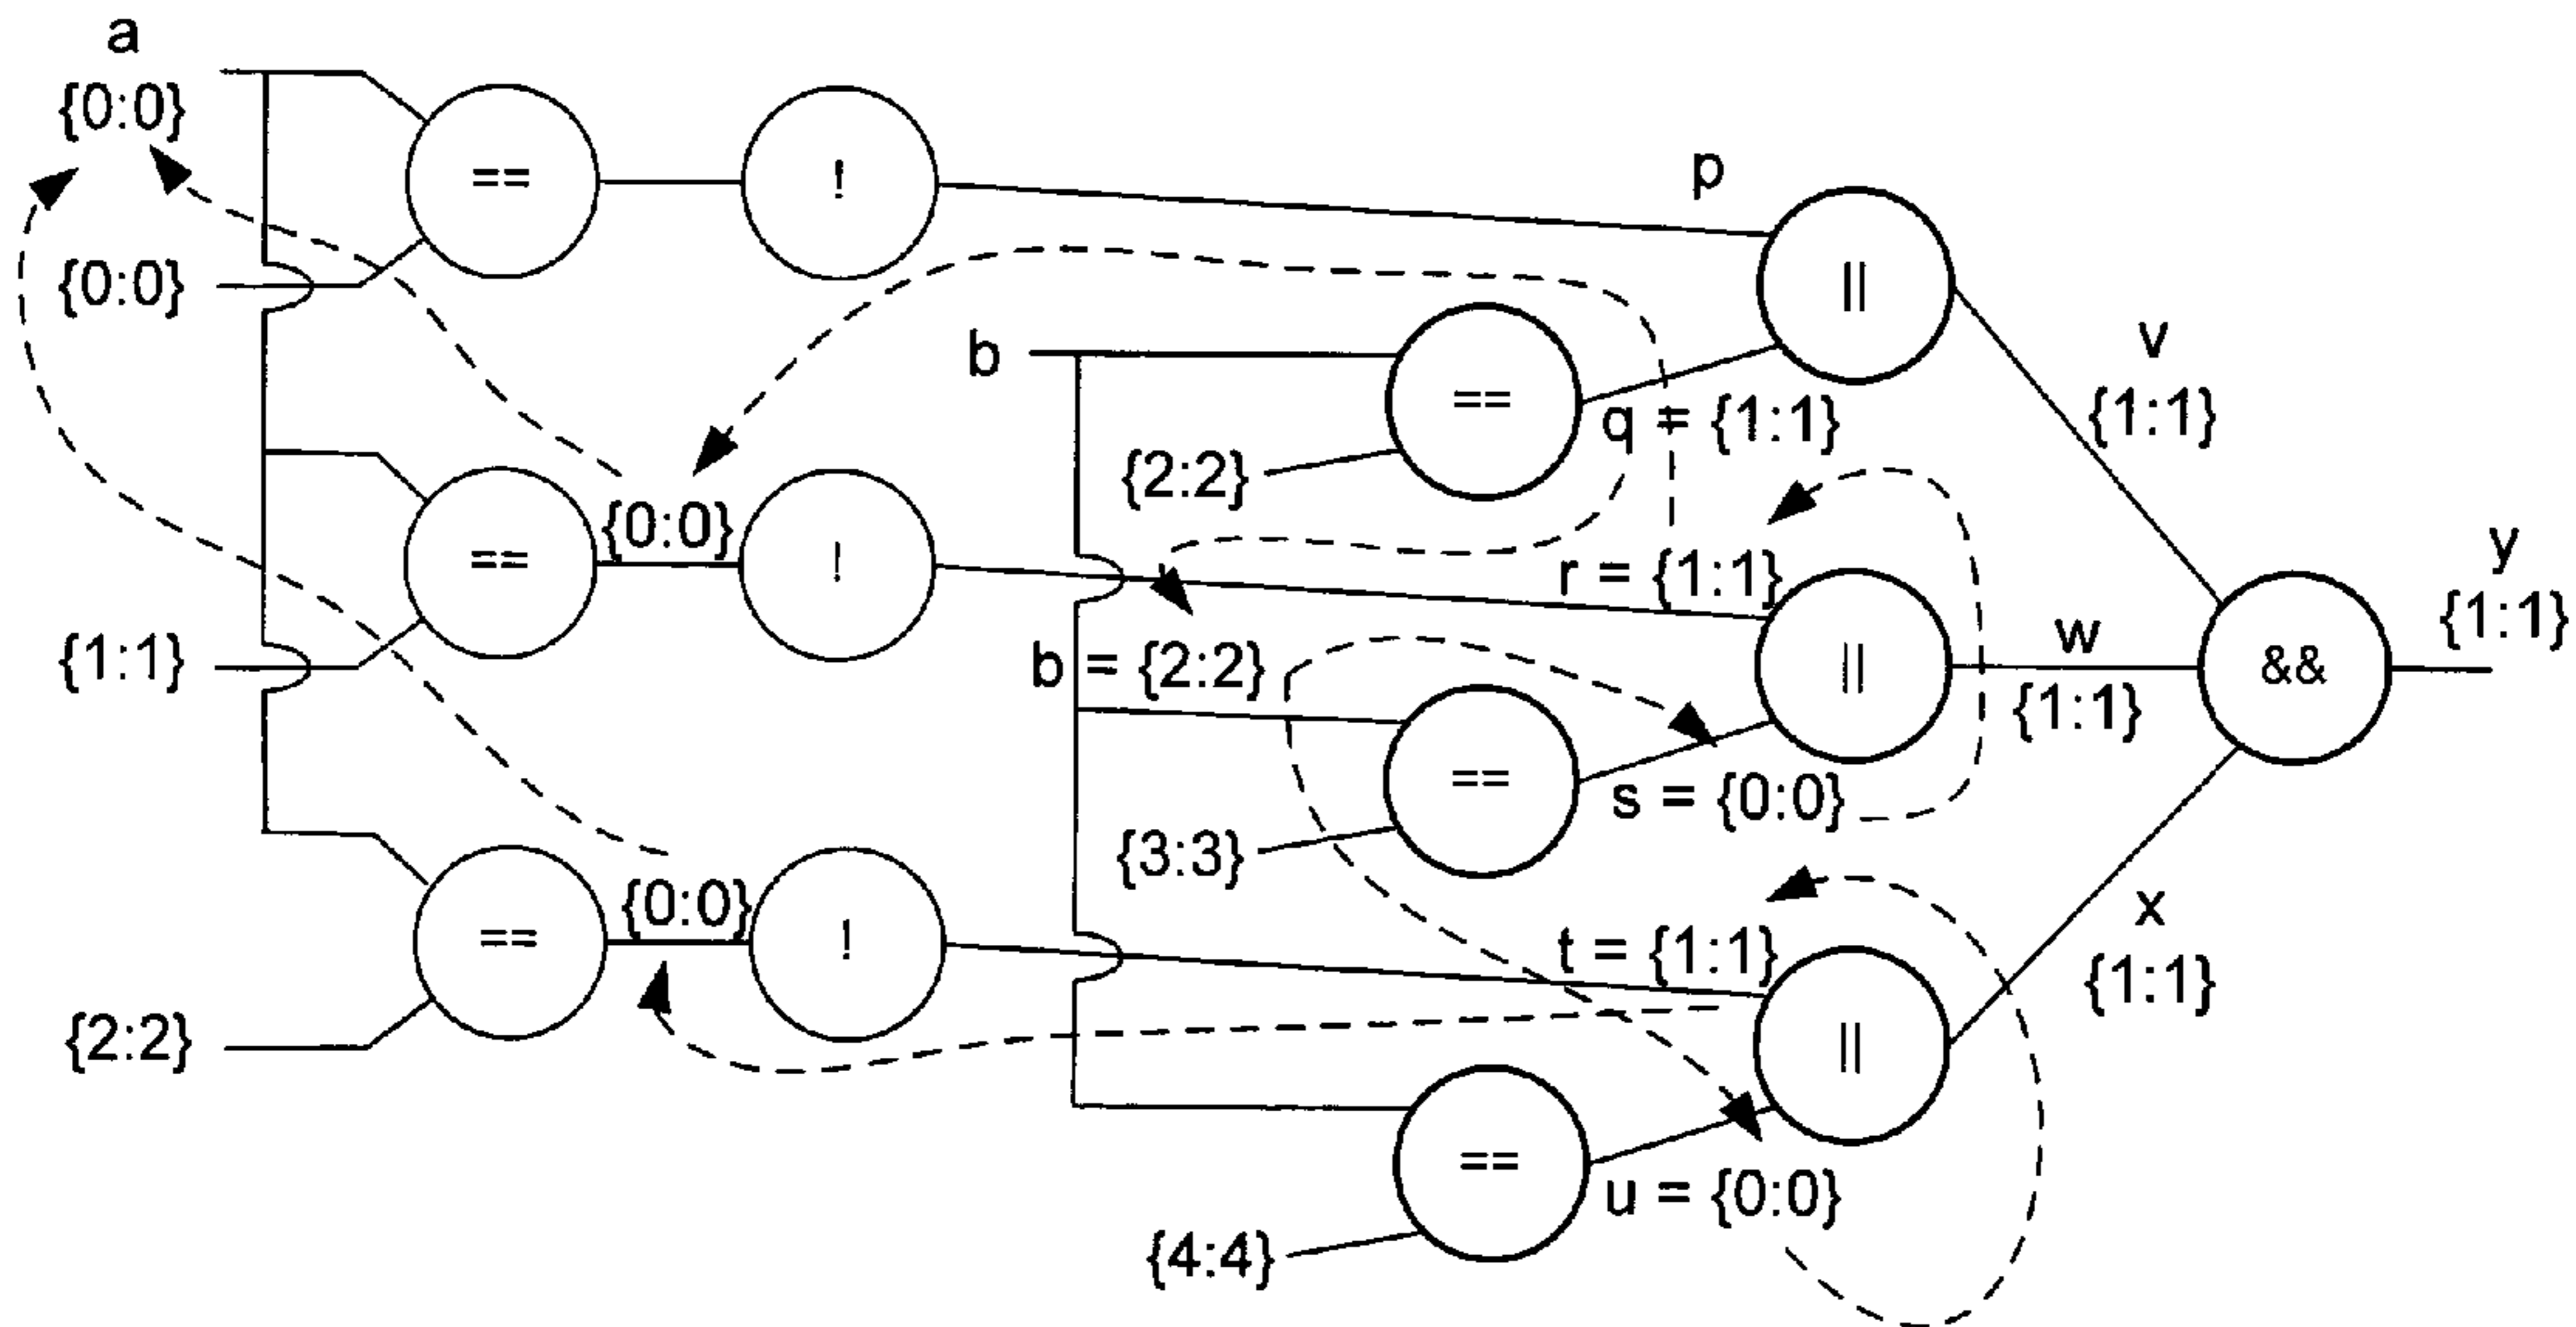 a
{0:0}
==
!
p
{0:0}
||
b
==
v
q = {1:1}
{1:1}
{2:2}
{0:0}
==
!
r = {1:1}
y
{1:1}
{1:1}
b = {2:2}
||
w
{1:1}
&&
==
s = {0:0}
{3:3}
{0:0}
==
!
t = {1:1}
x
{1:1}
{2:2}
||
==
u = {0:0}
{4:4}